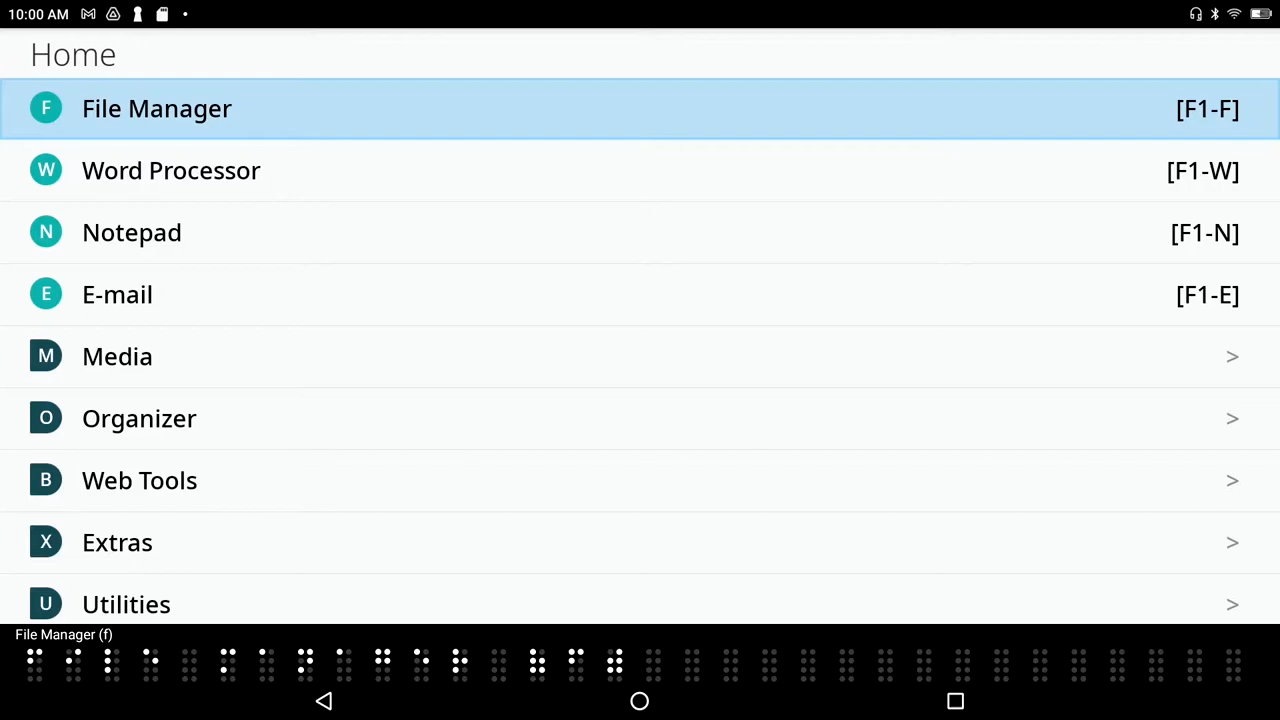 10:00 AM
Home
F File Manager [F1-F]
W Word Processor [F1-W]
N Notepad [F1-N]
E E-mail [F1-E]
M Media >
O Organizer >
B Web Tools >
X Extras >
U Utilities >
File Manager (f)
⠋⠊⠇⠑⠀⠍⠁⠝⠁⠛⠑⠗⠀⠦⠋⠴